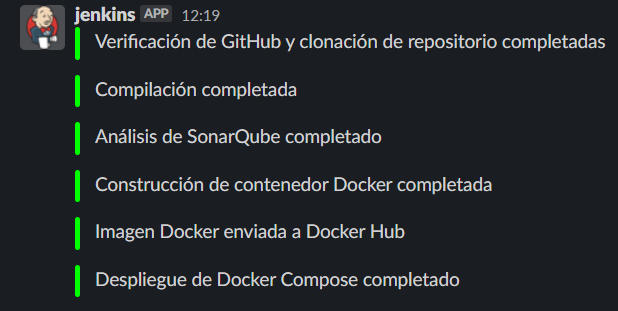 jenkins APP 12:19
Verificación de GitHub y clonación de repositorio completadas
Compilación completada
Análisis de SonarQube completado
Construcción de contenedor Docker completada
Imagen Docker enviada a Docker Hub
Despliegue de Docker Compose completado